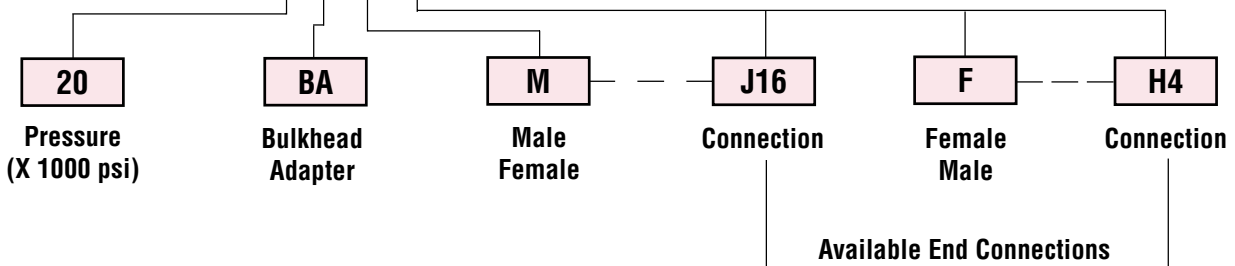 20
BA
M
J16
F
H4
Pressure
(X 1000 psi)
Bulkhead
Adapter
Male
Female
Connection
Female
Male
Connection
Available End Connections